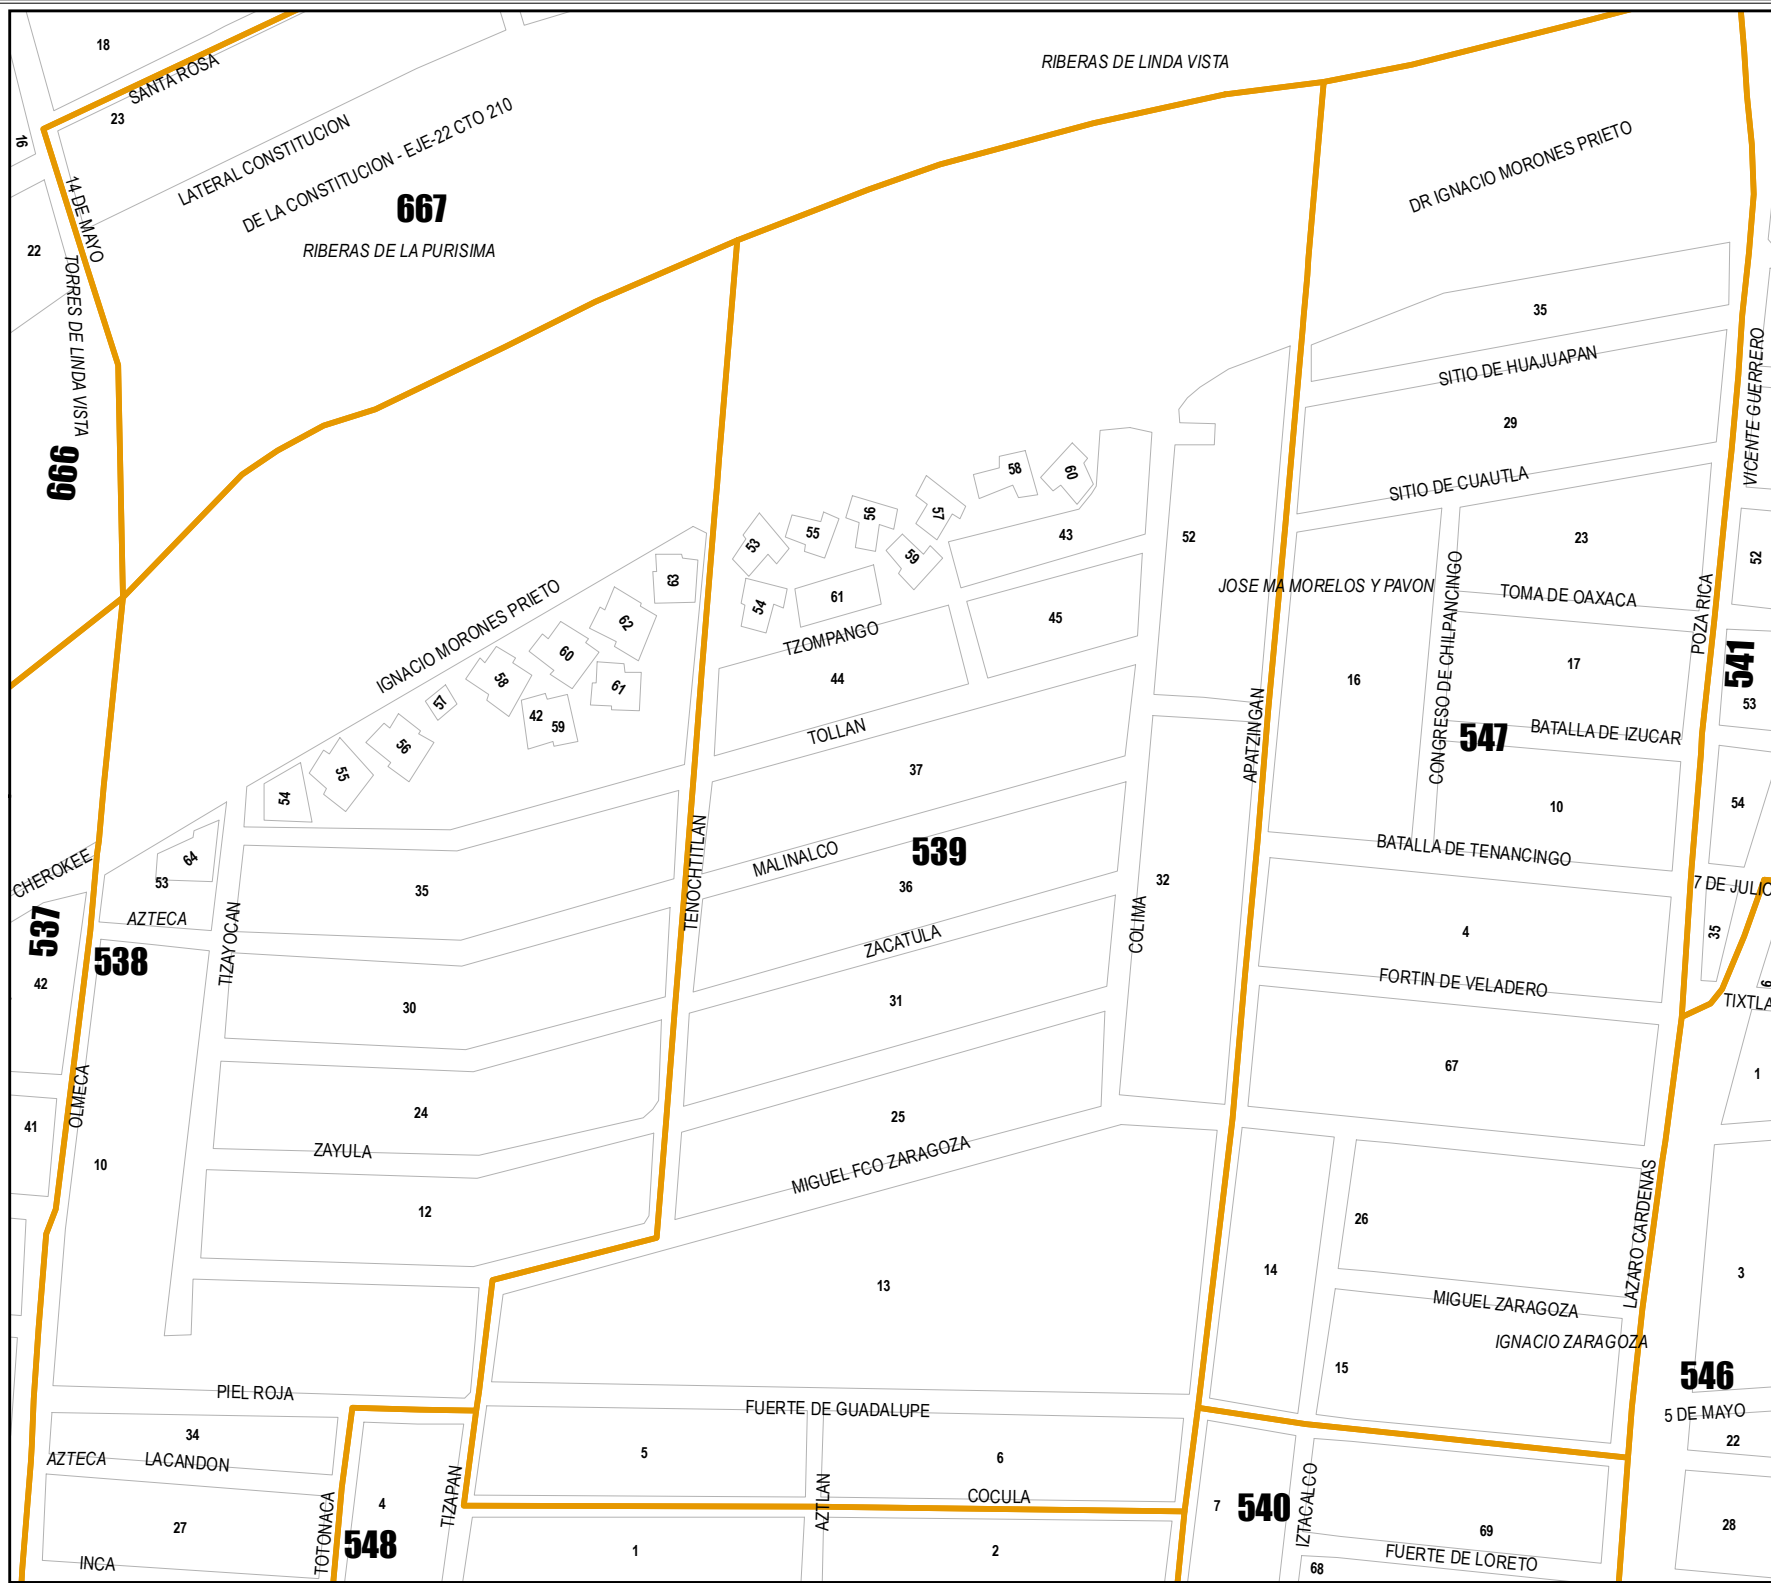 18
RIBERAS DE LINDA VISTA
SANTA ROSA
23
16
LATERAL CONSTITUCION
DE LA CONSTITUCION - EJE-22 CTO 210
DR IGNACIO MORONES PRIETO
667
14 DE MAYO
22
RIBERAS DE LA PURISIMA
TORRES DE LINDA VISTA
35
SITIO DE HUAJUAPAN
VICENTE GUERRERO
29
666
58
60
SITIO DE CUAUTLA
56
57
55
53
43
52
23
59
52
63
IGNACIO MORONES PRIETO
JOSE MA MORELOS Y PAVON
TOMA DE OAXACA
61
54
CONGRESO DE CHILPANCINGO
POZA RICA
62
TZOMPANGO
45
60
541
17
58
61
44
16
57
42
59
53
TOLLAN
BATALLA DE IZUCAR
547
56
APATZINGAN
55
37
54
54
10
MALINALCO
539
BATALLA DE TENANCINGO
CHEROKEE
64
53
TENOCHTITLAN
35
36
32
7 DE JULIO
AZTECA
537
538
TIZAYOCAN
ZACATULA
COLIMA
4
35
42
30
31
FORTIN DE VELADERO
6
TIXTLA
OLMECA
67
1
41
24
25
10
ZAYULA
MIGUEL FCO ZARAGOZA
12
26
LAZARO CARDENAS
14
13
3
MIGUEL ZARAGOZA
IGNACIO ZARAGOZA
15
546
PIEL ROJA
FUERTE DE GUADALUPE
5 DE MAYO
34
22
AZTECA
LACANDON
5
6
TIZAPAN
COCULA
AZTLAN
4
7
540
IZTACALCO
27
TOTONACA
548
69
28
INCA
1
2
FUERTE DE LORETO
68